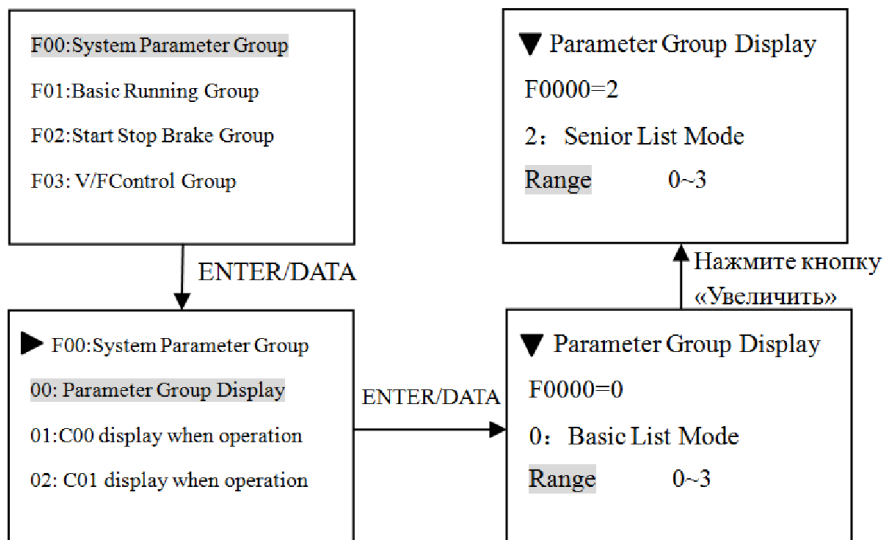 F00:System Parameter Group
F01:Basic Running Group
F02:Start Stop Brake Group
F03: V/FControl Group
ENTER/DATA
▶ F00:System Parameter Group
00: Parameter Group Display
01:C00 display when operation
02: C01 display when operation
ENTER/DATA
▼ Parameter Group Display
F0000=0
0： Basic List Mode
Range 0~3
Нажмите кнопку
«Увеличить»
▼ Parameter Group Display
F0000=2
2： Senior List Mode
Range 0~3